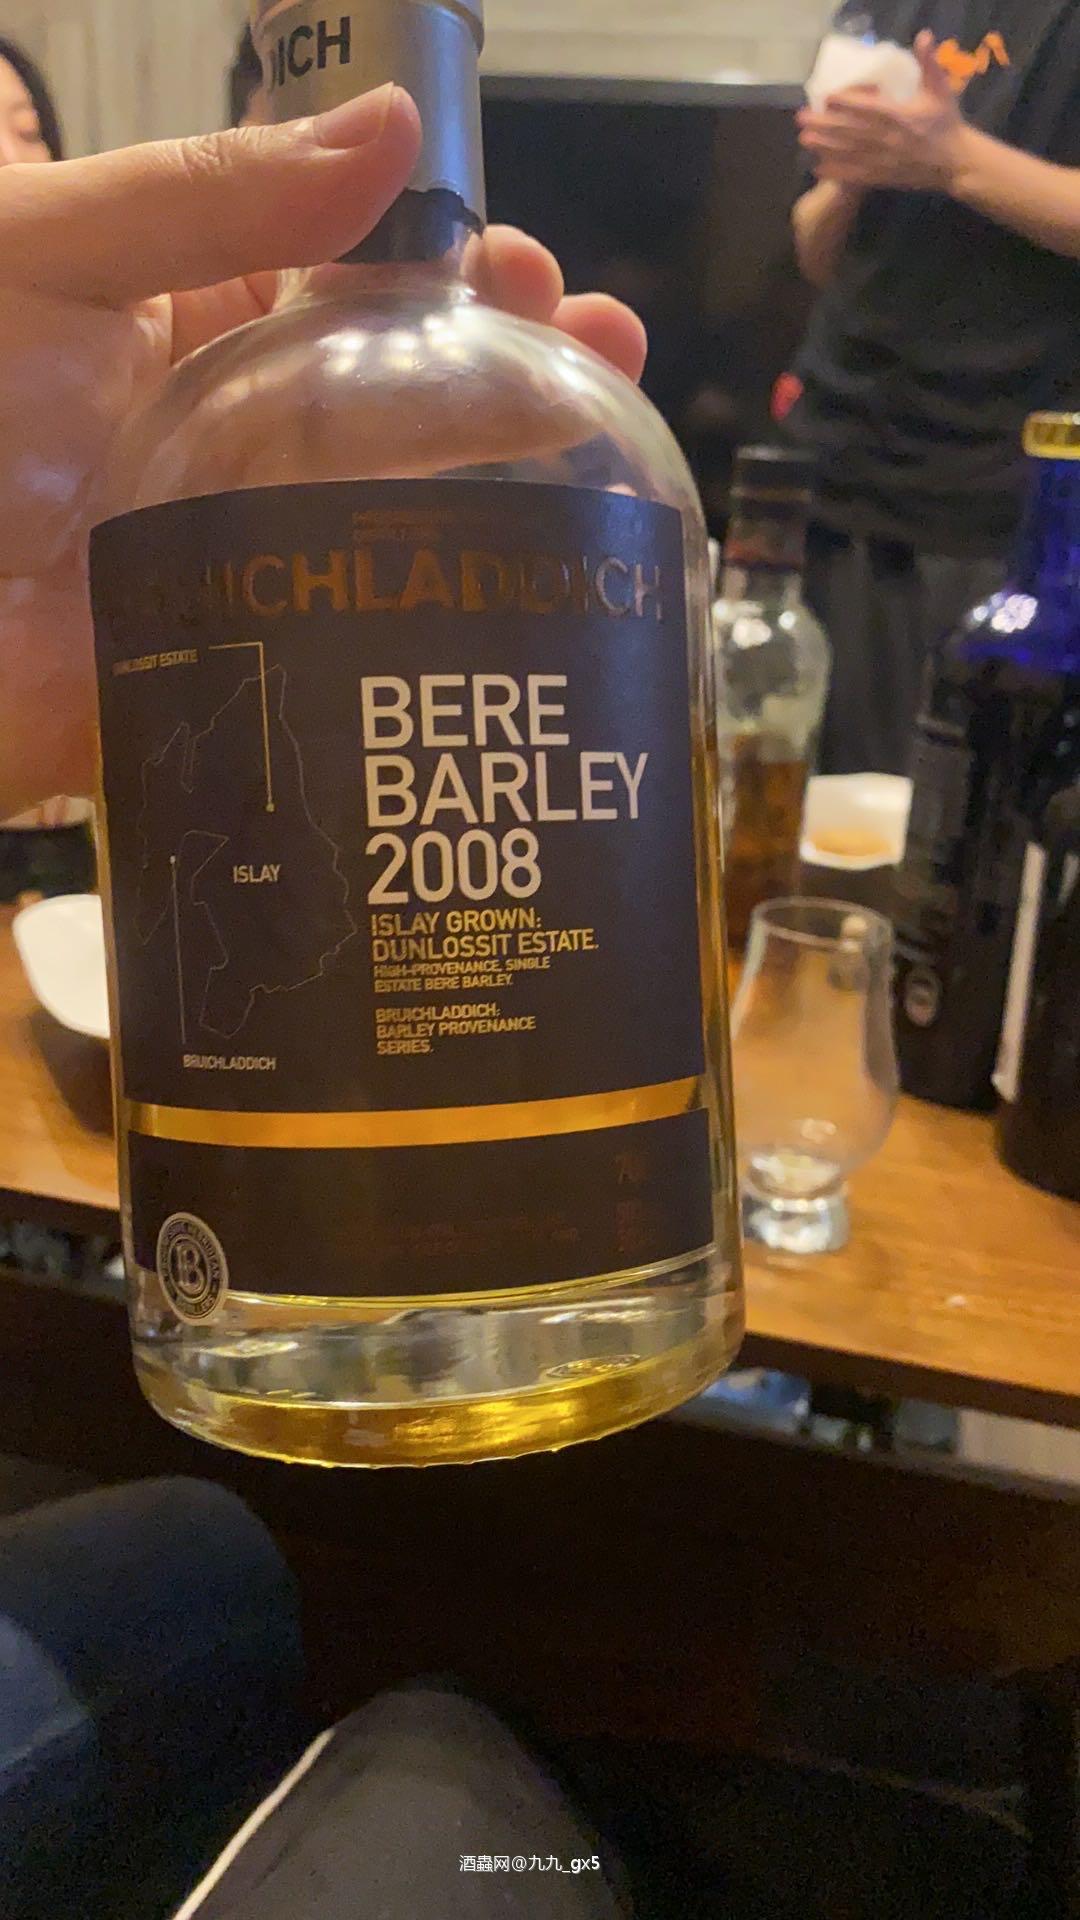 DICH
BRUICHLADDICH
DUNLOSSIT ESTATE
BERE
BARLEY
2008
ISLAY
ISLAY GROWN:
DUNLOSSIT ESTATE.
HIGH-PROVENANCE, SINGLE
ESTATE BERE BARLEY.
BRUICHLADDICH:
BARLEY PROVENANCE
SERIES.
BRUICHLADDICH
B
酒蟲网@九九_gx5